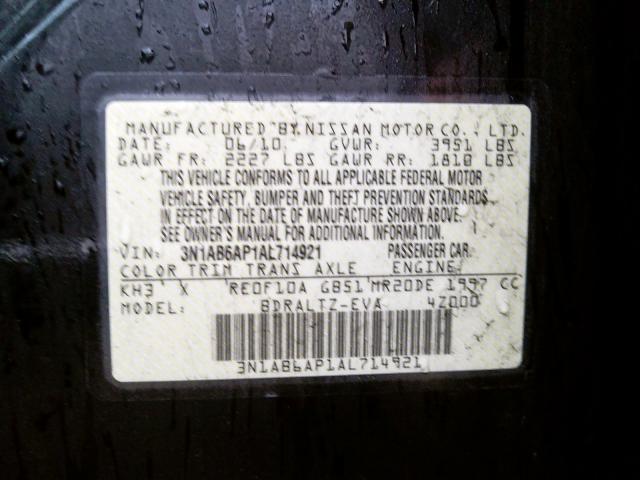 MANUFACTURED BY NISSAN MOTOR CO., LTD.
DATE: 06/10 GVWR: 3951 LBS
GAWR FR: 2227 LBS GAWR RR: 1818 LBS
THIS VEHICLE CONFORMS TO ALL APPLICABLE FEDERAL MOTOR
VEHICLE SAFETY, BUMPER AND THEFT PREVENTION STANDARDS
IN EFFECT ON THE DATE OF MANUFACTURE SHOWN ABOVE.
SEE OWNER'S MANUAL FOR ADDITIONAL INFORMATION.
VIN: 3N1AB6AP1AL714921 PASSENGER CAR
COLOR TRIM TRANS AXLE ENGINE
KH3 X RE0F10A GB51 MR20DE 1997 CC
MODEL: BDRALTZ-EVA 4Z000
3N1AB6AP1AL714921